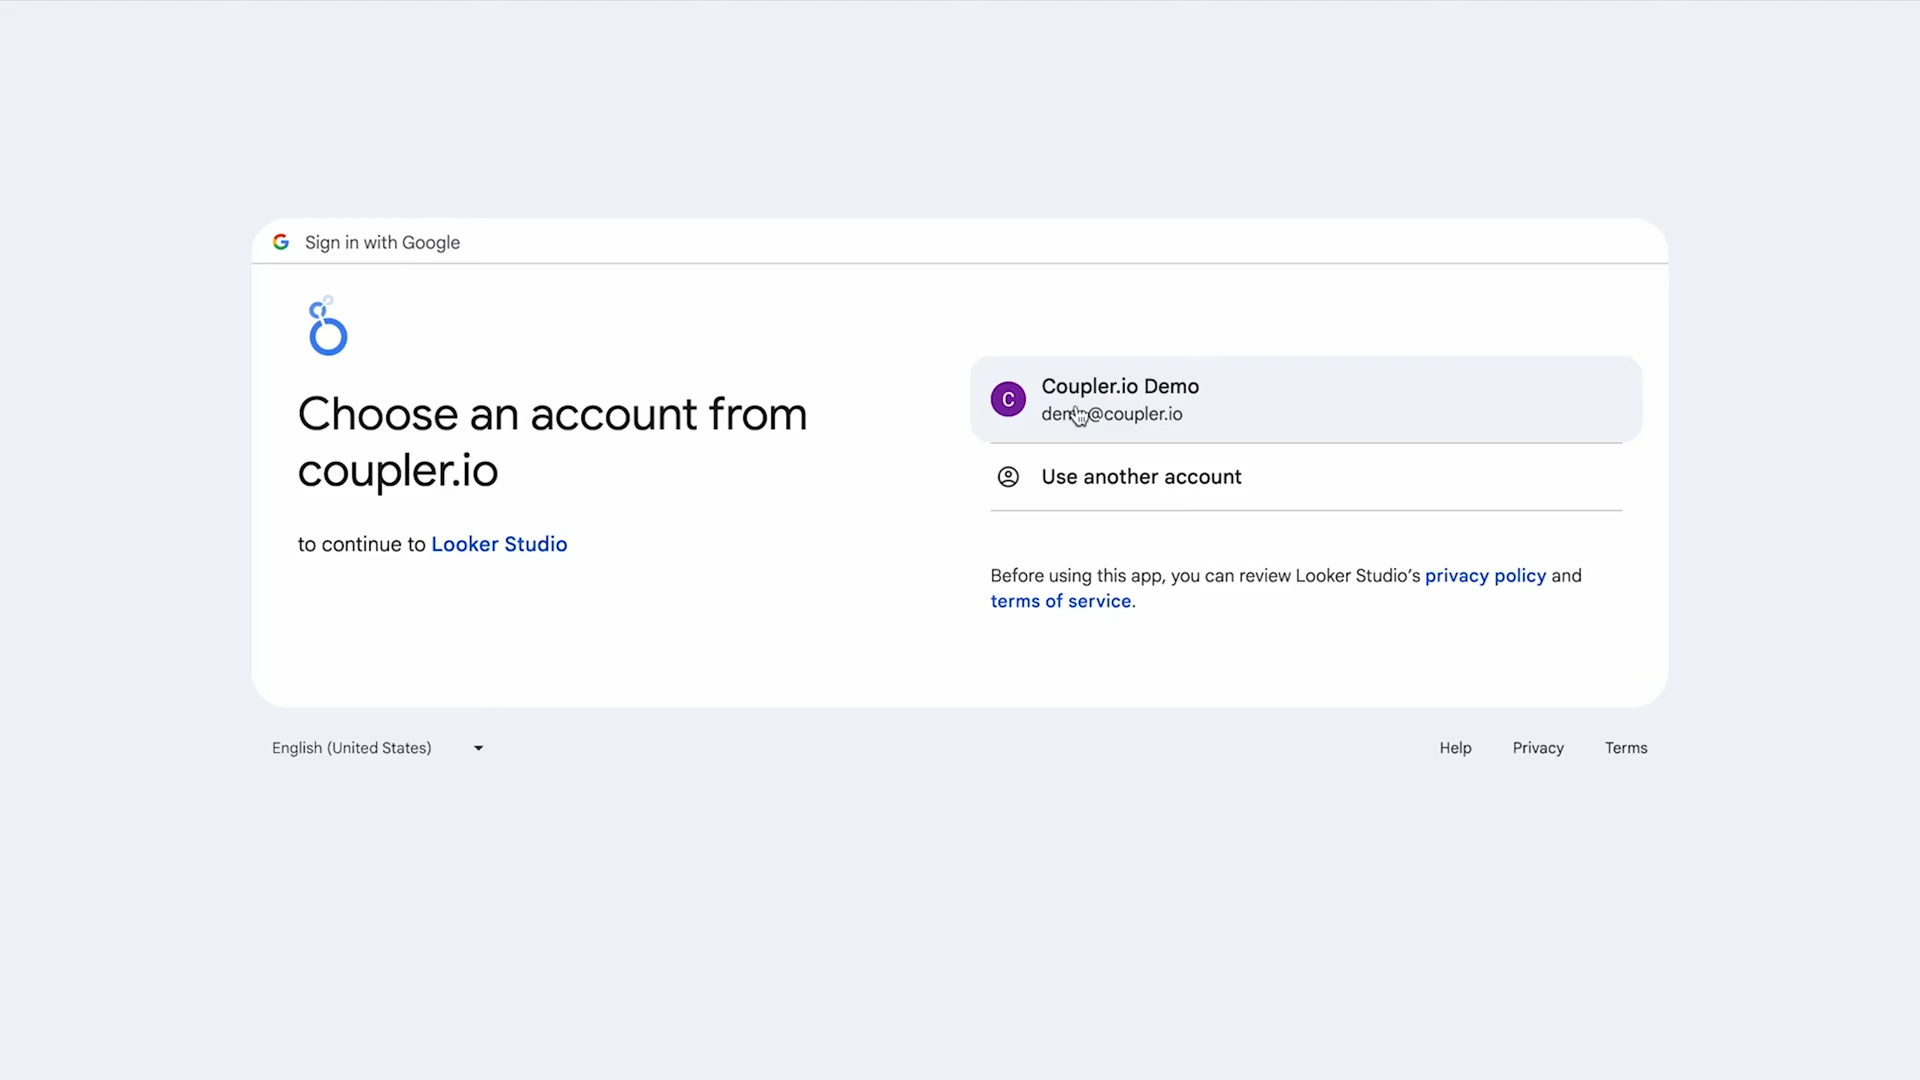 Sign in with Google
Choose an account from
coupler.io
to continue to Looker Studio
C
Coupler.io Demo
demo@coupler.io
Use another account
Before using this app, you can review Looker Studio’s privacy policy and
terms of service.
English (United States)
Help
Privacy
Terms